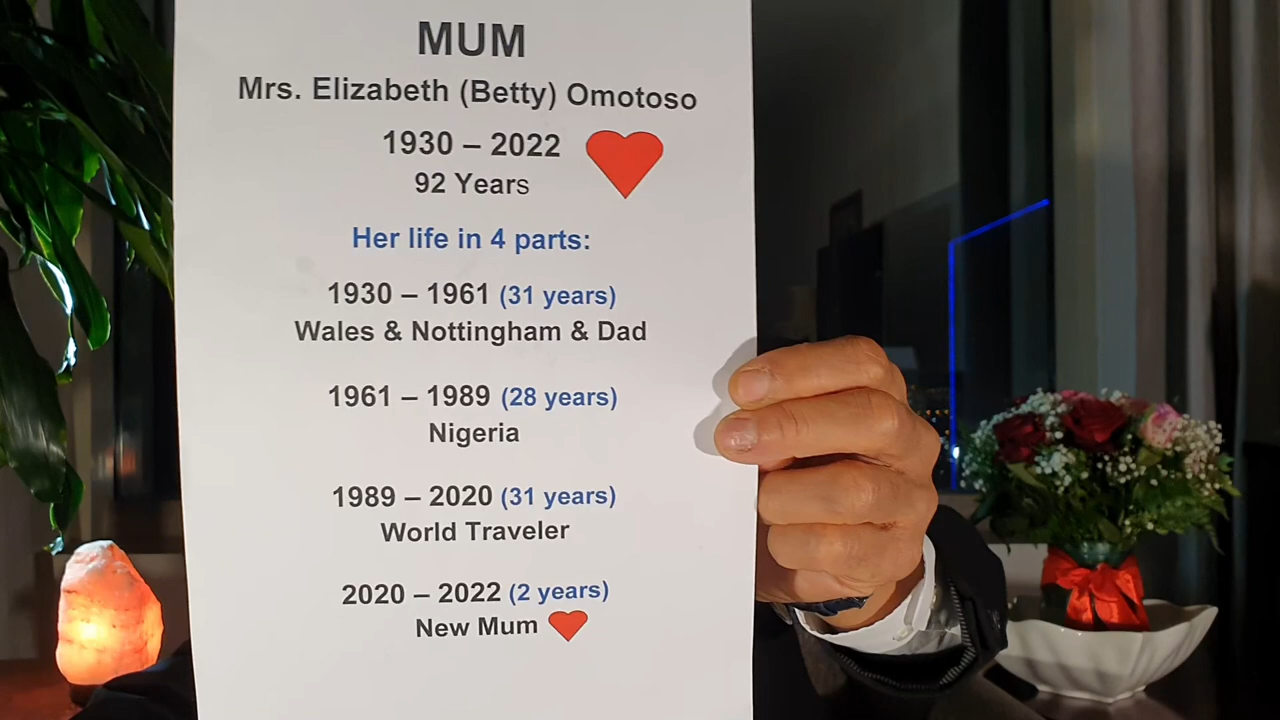 MUM
Mrs. Elizabeth (Betty) Omotoso
1930 – 2022
92 Years
Her life in 4 parts:
1930 – 1961 (31 years)
Wales & Nottingham & Dad
1961 – 1989 (28 years)
Nigeria
1989 – 2020 (31 years)
World Traveler
2020 – 2022 (2 years)
New Mum